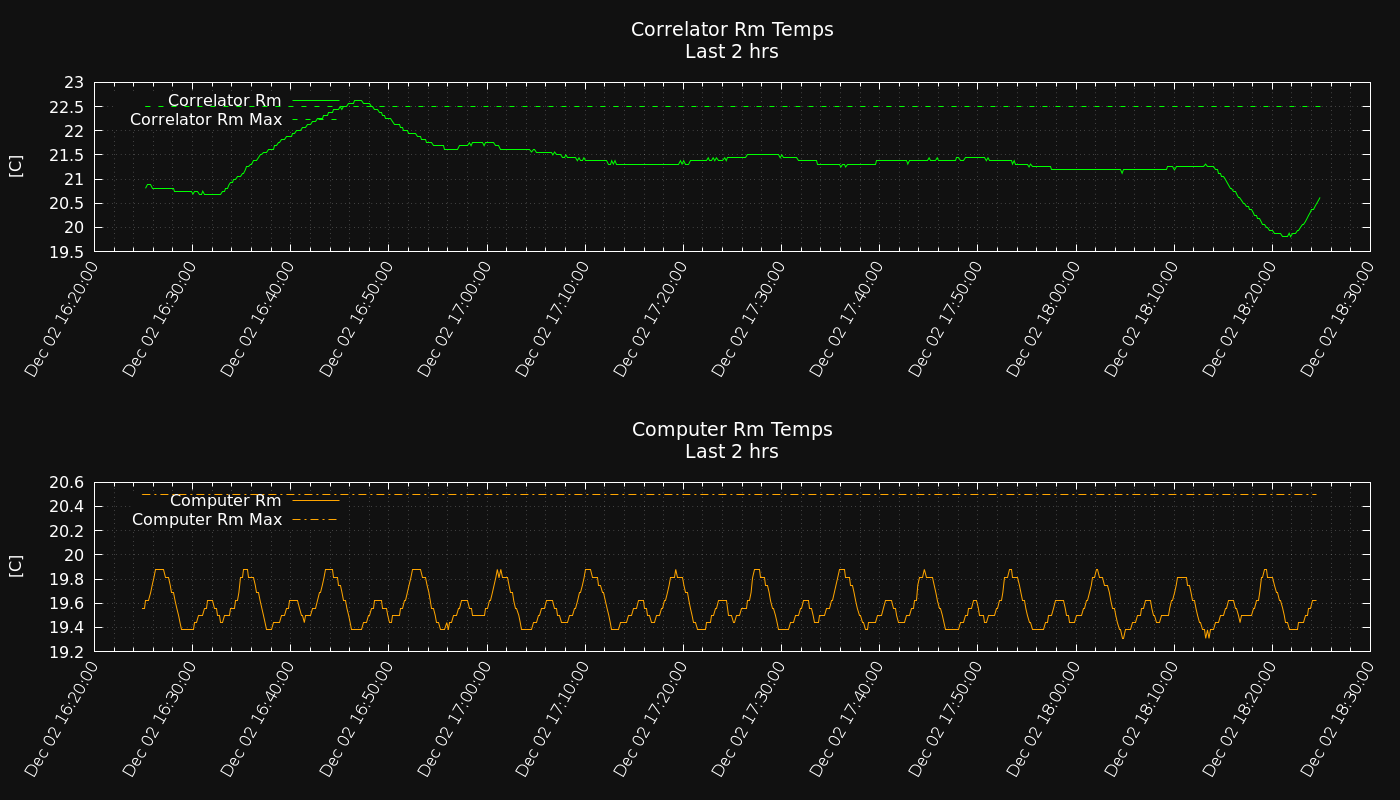 Correlator Rm Temps
Last 2 hrs
[C]
23
22.5
22
21.5
21
20.5
20
19.5
Correlator Rm
Correlator Rm Max
Dec 02 16:20:00
Dec 02 16:30:00
Dec 02 16:40:00
Dec 02 16:50:00
Dec 02 17:00:00
Dec 02 17:10:00
Dec 02 17:20:00
Dec 02 17:30:00
Dec 02 17:40:00
Dec 02 17:50:00
Dec 02 18:00:00
Dec 02 18:10:00
Dec 02 18:20:00
Dec 02 18:30:00
Computer Rm Temps
Last 2 hrs
[C]
20.6
20.4
20.2
20
19.8
19.6
19.4
19.2
Computer Rm
Computer Rm Max
Dec 02 16:20:00
Dec 02 16:30:00
Dec 02 16:40:00
Dec 02 16:50:00
Dec 02 17:00:00
Dec 02 17:10:00
Dec 02 17:20:00
Dec 02 17:30:00
Dec 02 17:40:00
Dec 02 17:50:00
Dec 02 18:00:00
Dec 02 18:10:00
Dec 02 18:20:00
Dec 02 18:30:00